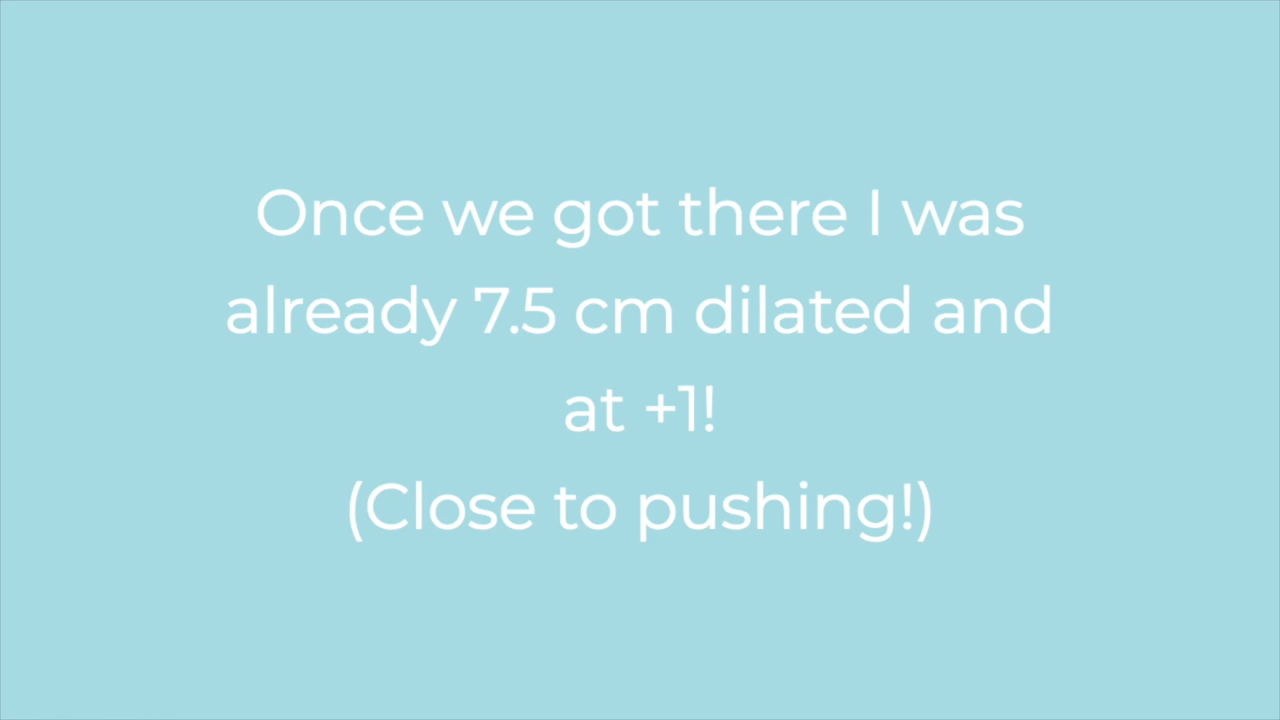 Once we got there I was
already 7.5 cm dilated and
at +1!
(Close to pushing!)